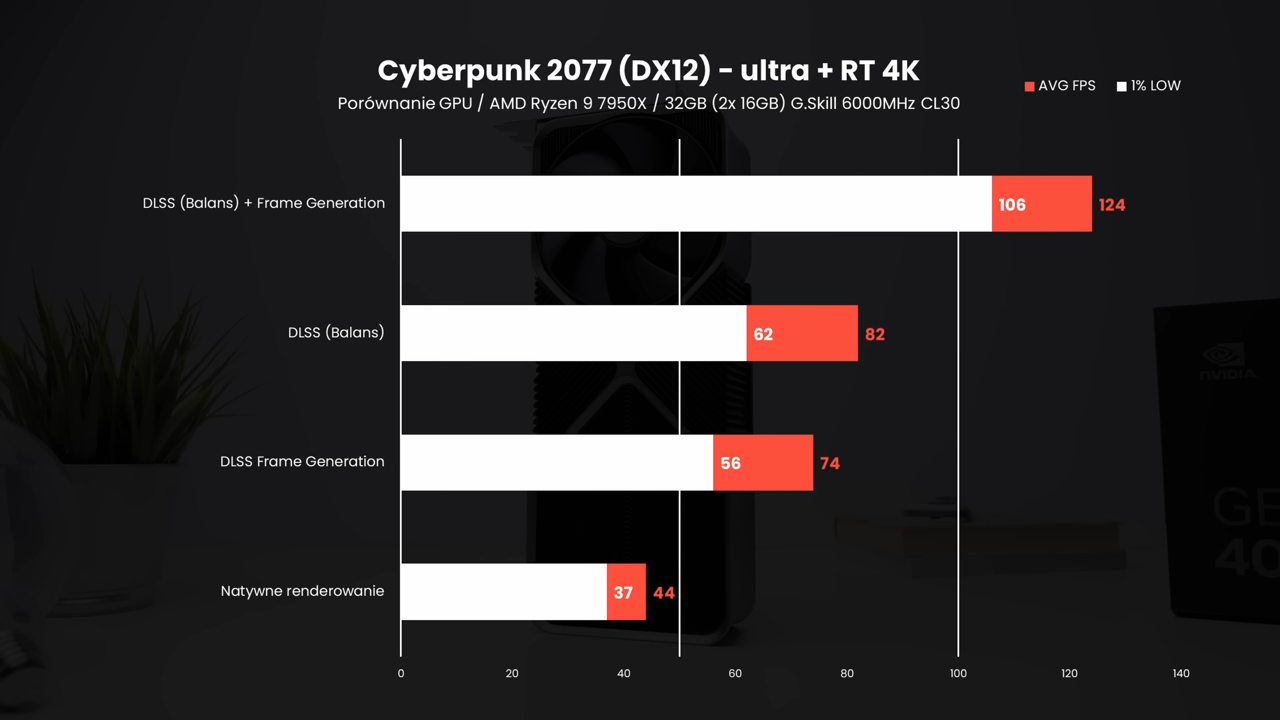 Cyberpunk 2077 (DX12) - ultra + RT 4K
Porównanie GPU / AMD Ryzen 9 7950X / 32GB (2x 16GB) G.Skill 6000MHz CL30
AVG FPS
1% LOW
DLSS (Balans) + Frame Generation
106
124
DLSS (Balans)
62
82
DLSS Frame Generation
56
74
Natywne renderowanie
37
44
0
20
40
60
80
100
120
140
NVIDIA